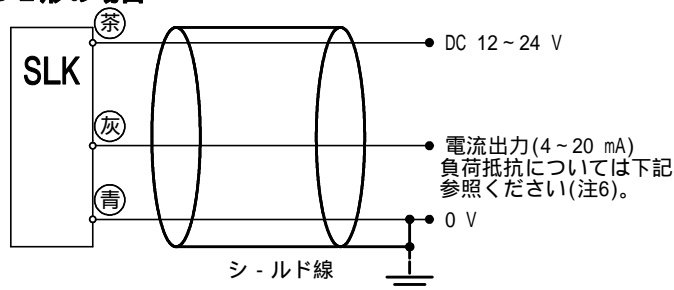 茶
DC 12~24 V
SLK
灰
電流出力(4~20 mA)
負荷抵抗については下記
参照ください(注6)。
青
0 V
シ-ルド線